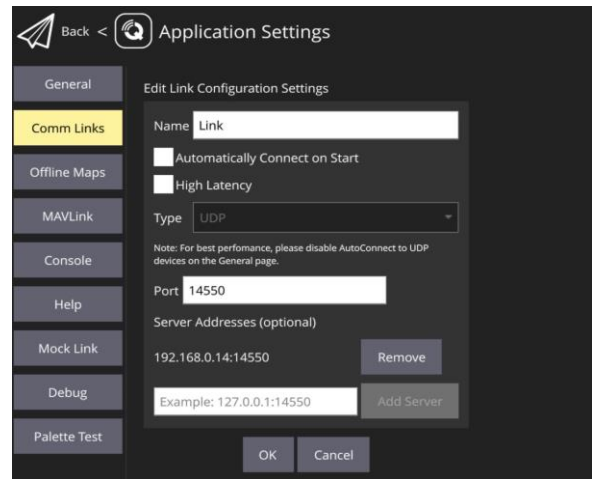 Back < Application Settings
General
Comm Links
Offline Maps
MAVLink
Console
Help
Mock Link
Debug
Palette Test
Edit Link Configuration Settings
Name Link
Automatically Connect on Start
High Latency
Type UDP
Note: For best perfomance, please disable AutoConnect to UDP
devices on the General page.
Port 14550
Server Addresses (optional)
192.168.0.14:14550 Remove
Example: 127.0.0.1:14550 Add Server
OK Cancel